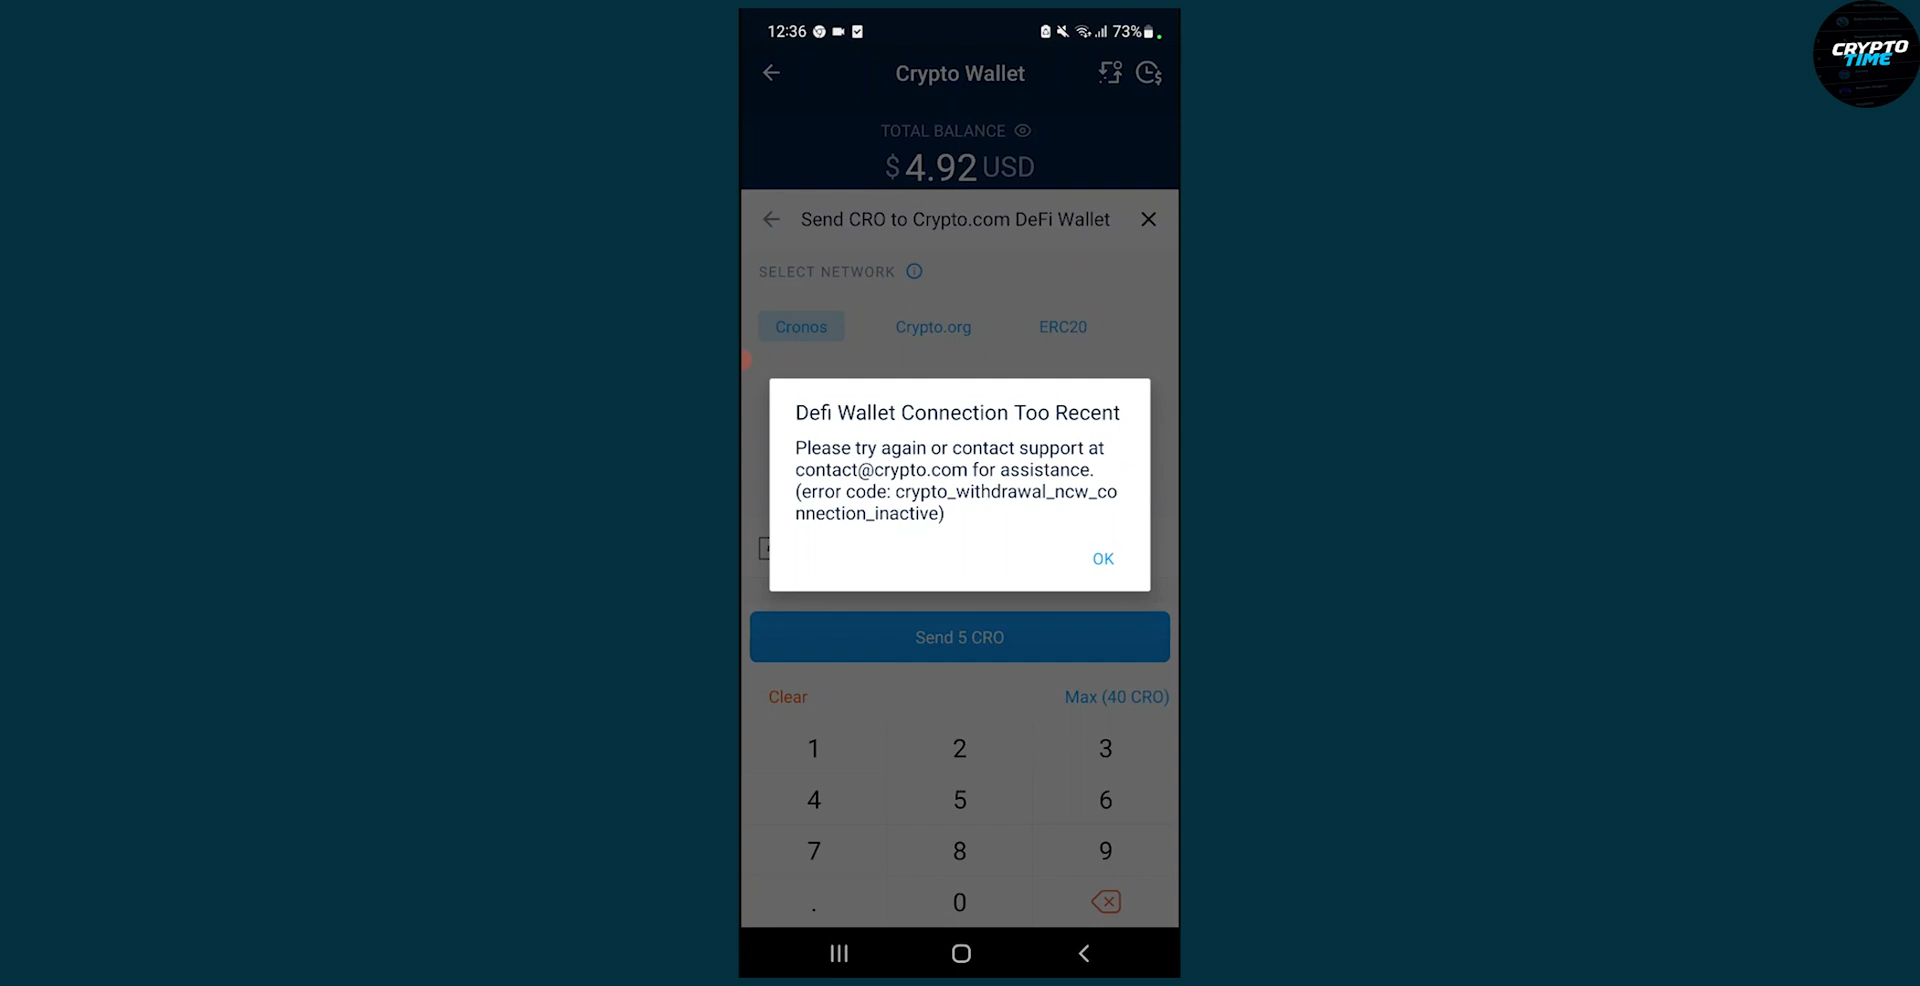 12:36 73%
Crypto Wallet
TOTAL BALANCE
$ 4.92 USD
Send CRO to Crypto.com DeFi Wallet
SELECT NETWORK
Cronos Crypto.org ERC20
Defi Wallet Connection Too Recent
Please try again or contact support at
contact@crypto.com for assistance.
(error code: crypto_withdrawal_ncw_co
nnection_inactive)
OK
Send 5 CRO
Clear Max (40 CRO)
1 2 3
4 5 6
7 8 9
. 0
CRYPTO
TIME